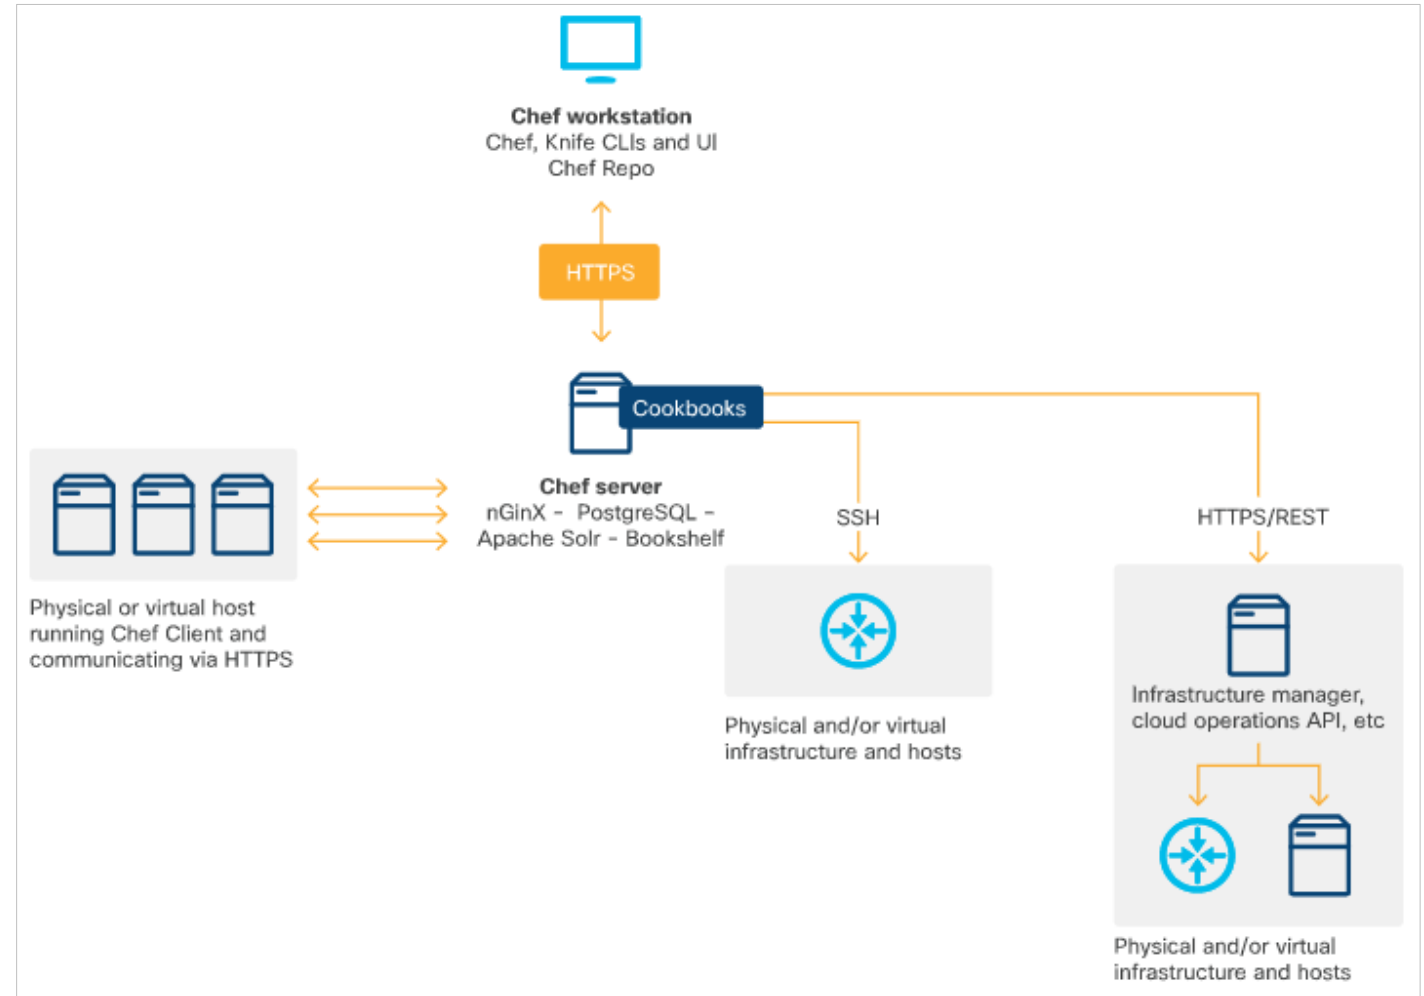 Chef workstation
Chef, Knife CLIs and UI
Chef Repo
HTTPS
Cookbooks
Chef server
nGinX - PostgreSQL -
Apache Solr - Bookshelf
SSH
HTTPS/REST
Physical or virtual host
running Chef Client and
communicating via HTTPS
Physical and/or virtual
infrastructure and hosts
Infrastructure manager,
cloud operations API, etc
Physical and/or virtual
infrastructure and hosts